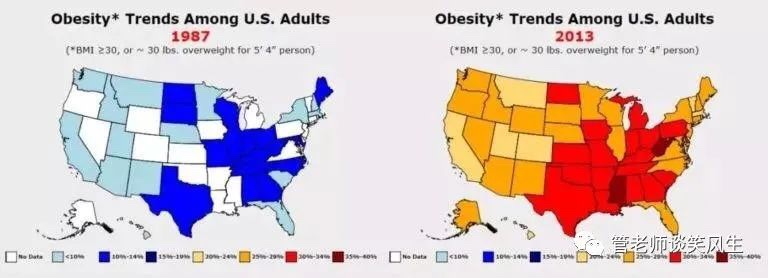 Obesity* Trends Among U.S. Adults
1987
(*BMI ≥30, or ~ 30 lbs. overweight for 5' 4" person)
No Data <10% 10%-14% 15%-19% 30%-24% 25%-29% 30%-34% 35%-40%
Obesity* Trends Among U.S. Adults
2013
(*BMI ≥30, or ~ 30 lbs. overweight for 5' 4" person)
No Data <10% 10%-14% 15%-19% 30%-24% 25%-29% 30%-34% 35%-40%
管老师谈笑风生